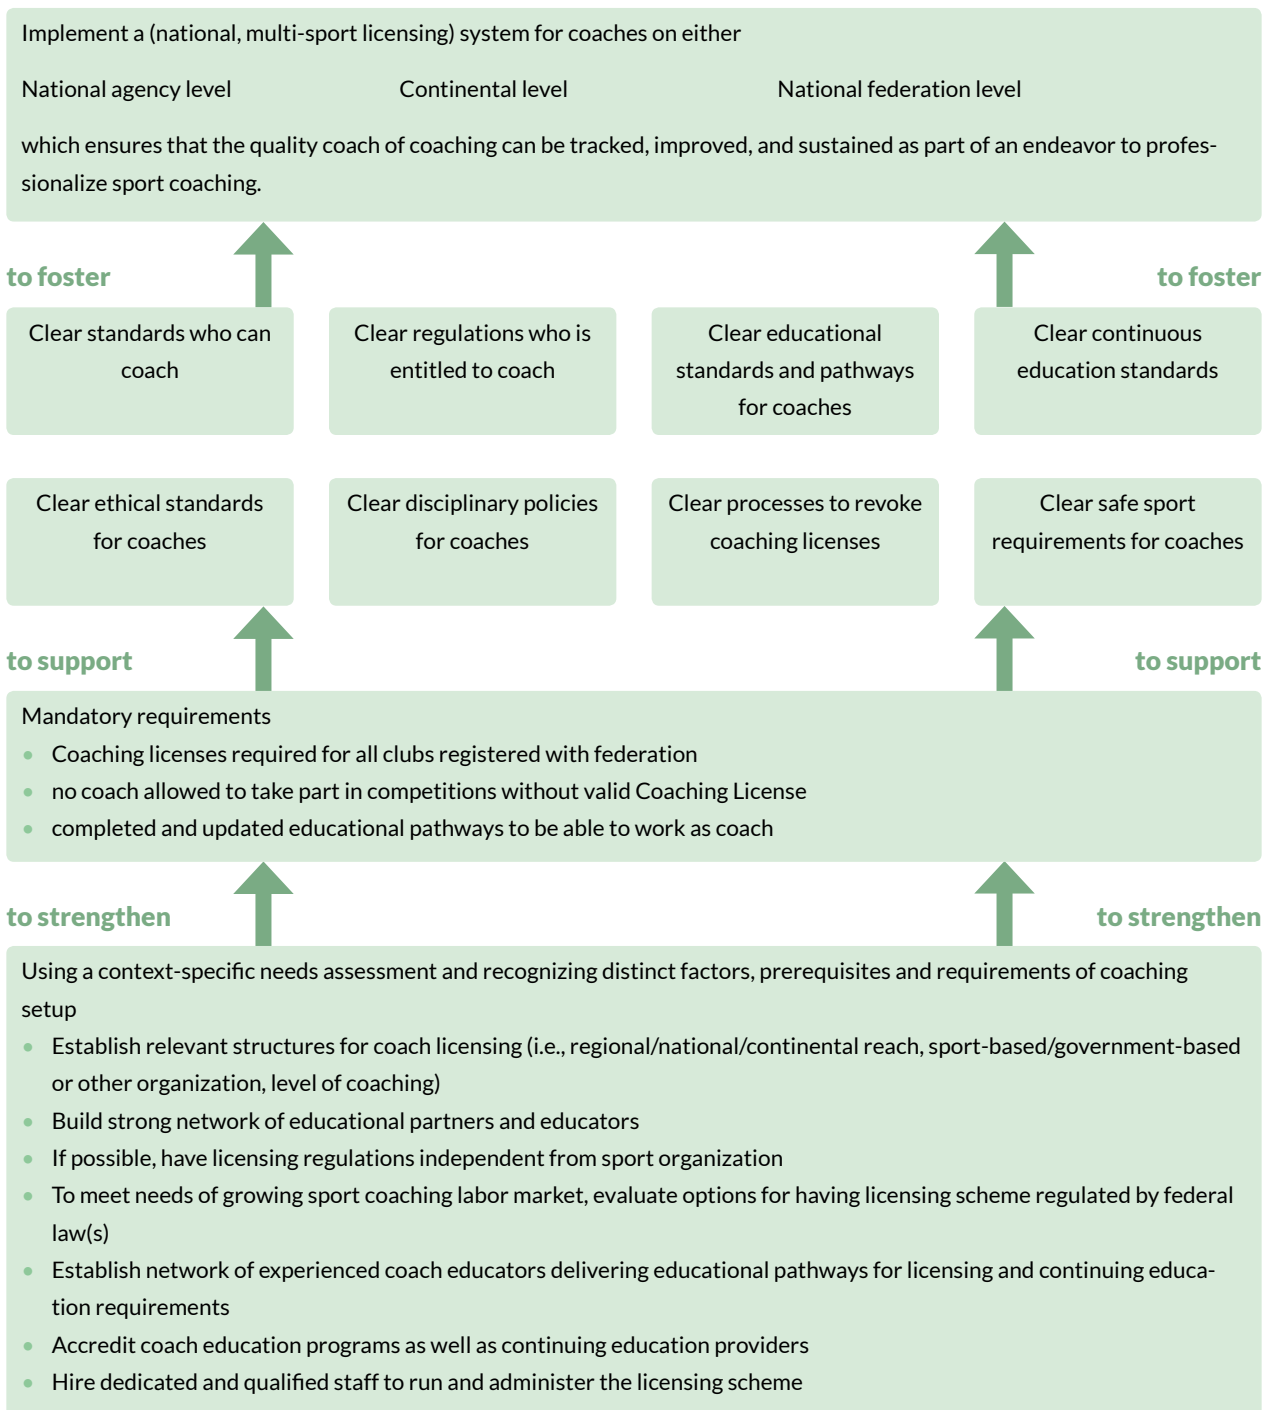 Implement a (national, multi-sport licensing) system for coaches on either
National agency level Continental level National federation level
which ensures that the quality coach of coaching can be tracked, improved, and sustained as part of an endeavor to profes-
sionalize sport coaching.
to foster to foster
Clear standards who can
coach
Clear regulations who is
entitled to coach
Clear educational
standards and pathways
for coaches
Clear continuous
education standards
Clear ethical standards
for coaches
Clear disciplinary policies
for coaches
Clear processes to revoke
coaching licenses
Clear safe sport
requirements for coaches
to support to support
Mandatory requirements
• Coaching licenses required for all clubs registered with federation
• no coach allowed to take part in competitions without valid Coaching License
• completed and updated educational pathways to be able to work as coach
to strengthen to strengthen
Using a context-specific needs assessment and recognizing distinct factors, prerequisites and requirements of coaching
setup
• Establish relevant structures for coach licensing (i.e., regional/national/continental reach, sport-based/government-based
or other organization, level of coaching)
• Build strong network of educational partners and educators
• If possible, have licensing regulations independent from sport organization
• To meet needs of growing sport coaching labor market, evaluate options for having licensing scheme regulated by federal
law(s)
• Establish network of experienced coach educators delivering educational pathways for licensing and continuing educa-
tion requirements
• Accredit coach education programs as well as continuing education providers
• Hire dedicated and qualified staff to run and administer the licensing scheme